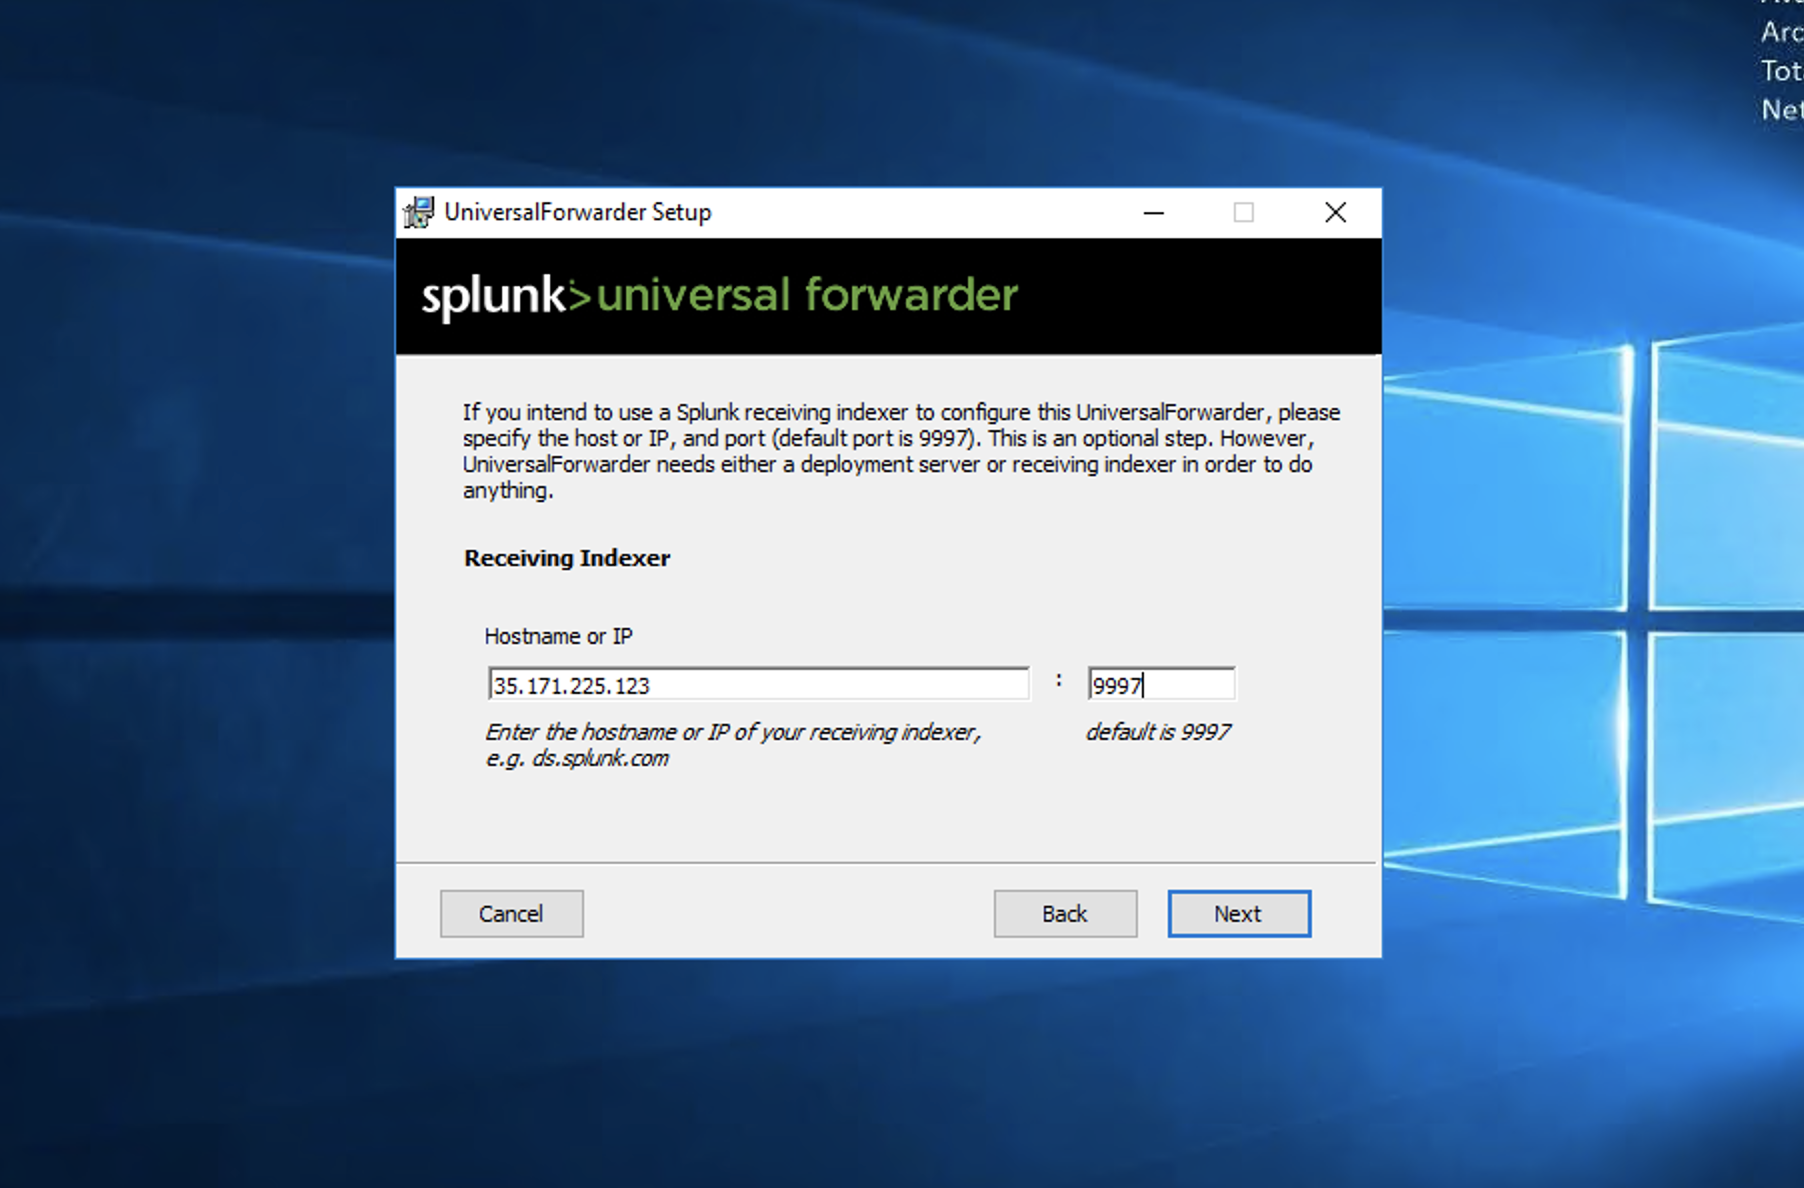 Arc
Tot
Net
UniversalForwarder Setup
splunk>universal forwarder
If you intend to use a Splunk receiving indexer to configure this UniversalForwarder, please
specify the host or IP, and port (default port is 9997). This is an optional step. However,
UniversalForwarder needs either a deployment server or receiving indexer in order to do
anything.
Receiving Indexer
Hostname or IP
35.171.225.123 : 9997
Enter the hostname or IP of your receiving indexer, default is 9997
e.g. ds.splunk.com
Cancel Back Next